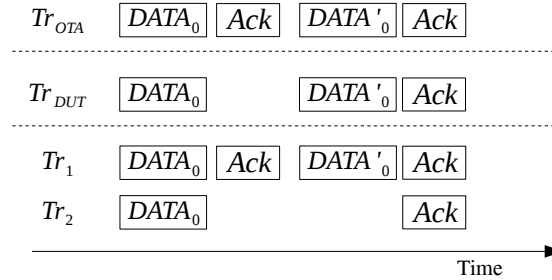 Tr_OTA DATA_0 Ack DATA'_0 Ack
Tr_DUT DATA_0 DATA'_0 Ack
Tr_1 DATA_0 Ack DATA'_0 Ack
Tr_2 DATA_0 Ack
Time